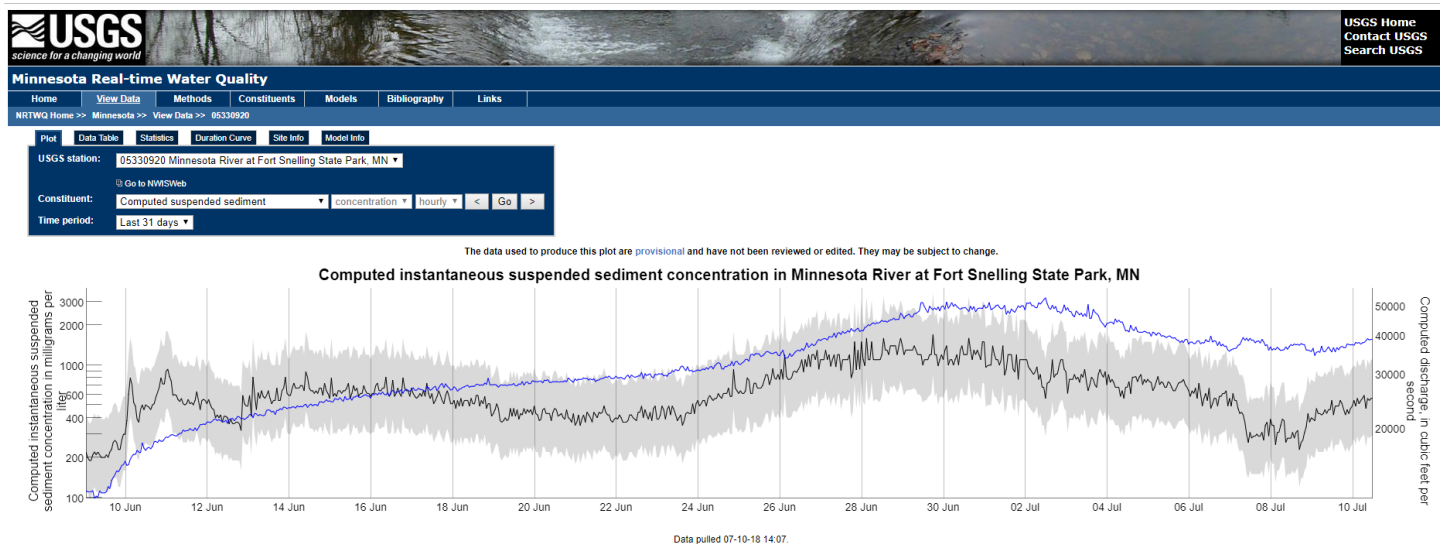 USGS
science for a changing world
USGS Home
Contact USGS
Search USGS
Minnesota Real-time Water Quality
Home View Data Methods Constituents Models Bibliography Links
NRTWQ Home >> Minnesota >> View Data >> 05330920
Plot Data Table Statistics Duration Curve Site Info Model Info
USGS station: 05330920 Minnesota River at Fort Snelling State Park, MN
Go to NWISWeb
Constituent: Computed suspended sediment concentration hourly < Go >
Time period: Last 31 days
The data used to produce this plot are provisional and have not been reviewed or edited. They may be subject to change.
Computed instantaneous suspended sediment concentration in Minnesota River at Fort Snelling State Park, MN
Computed instantaneous suspended
sediment concentration in milligrams per
liter
3000
2000
1000
600
400
200
100
50000
40000
30000
20000
Computed discharge, in cubic feet per
second
10 Jun 12 Jun 14 Jun 16 Jun 18 Jun 20 Jun 22 Jun 24 Jun 26 Jun 28 Jun 30 Jun 02 Jul 04 Jul 06 Jul 08 Jul 10 Jul
Data pulled 07-10-18 14:07.